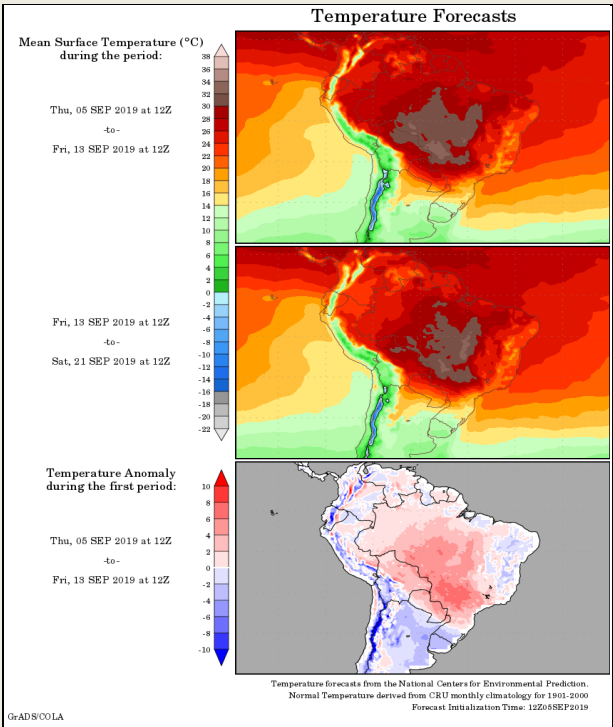 Temperature Forecasts
Mean Surface Temperature (°C)
during the period:
Thu, 05 SEP 2019 at 12Z
-to-
Fri, 13 SEP 2019 at 12Z
38
36
34
32
30
28
26
24
22
20
18
16
14
12
10
8
6
4
2
0
-2
-4
-6
-8
-10
-12
-14
-16
-18
-20
-22
Fri, 13 SEP 2019 at 12Z
-to-
Sat, 21 SEP 2019 at 12Z
Temperature Anomaly
during the first period:
Thu, 05 SEP 2019 at 12Z
-to-
Fri, 13 SEP 2019 at 12Z
10
8
6
4
2
0
-2
-4
-6
-8
-10
Temperature forecasts from the National Centers for Environmental Prediction.
Normal Temperature derived from CRU monthly climatology for 1901-2000
Forecast Initialization Time: 12Z05SEP2019
GrADS/COLA